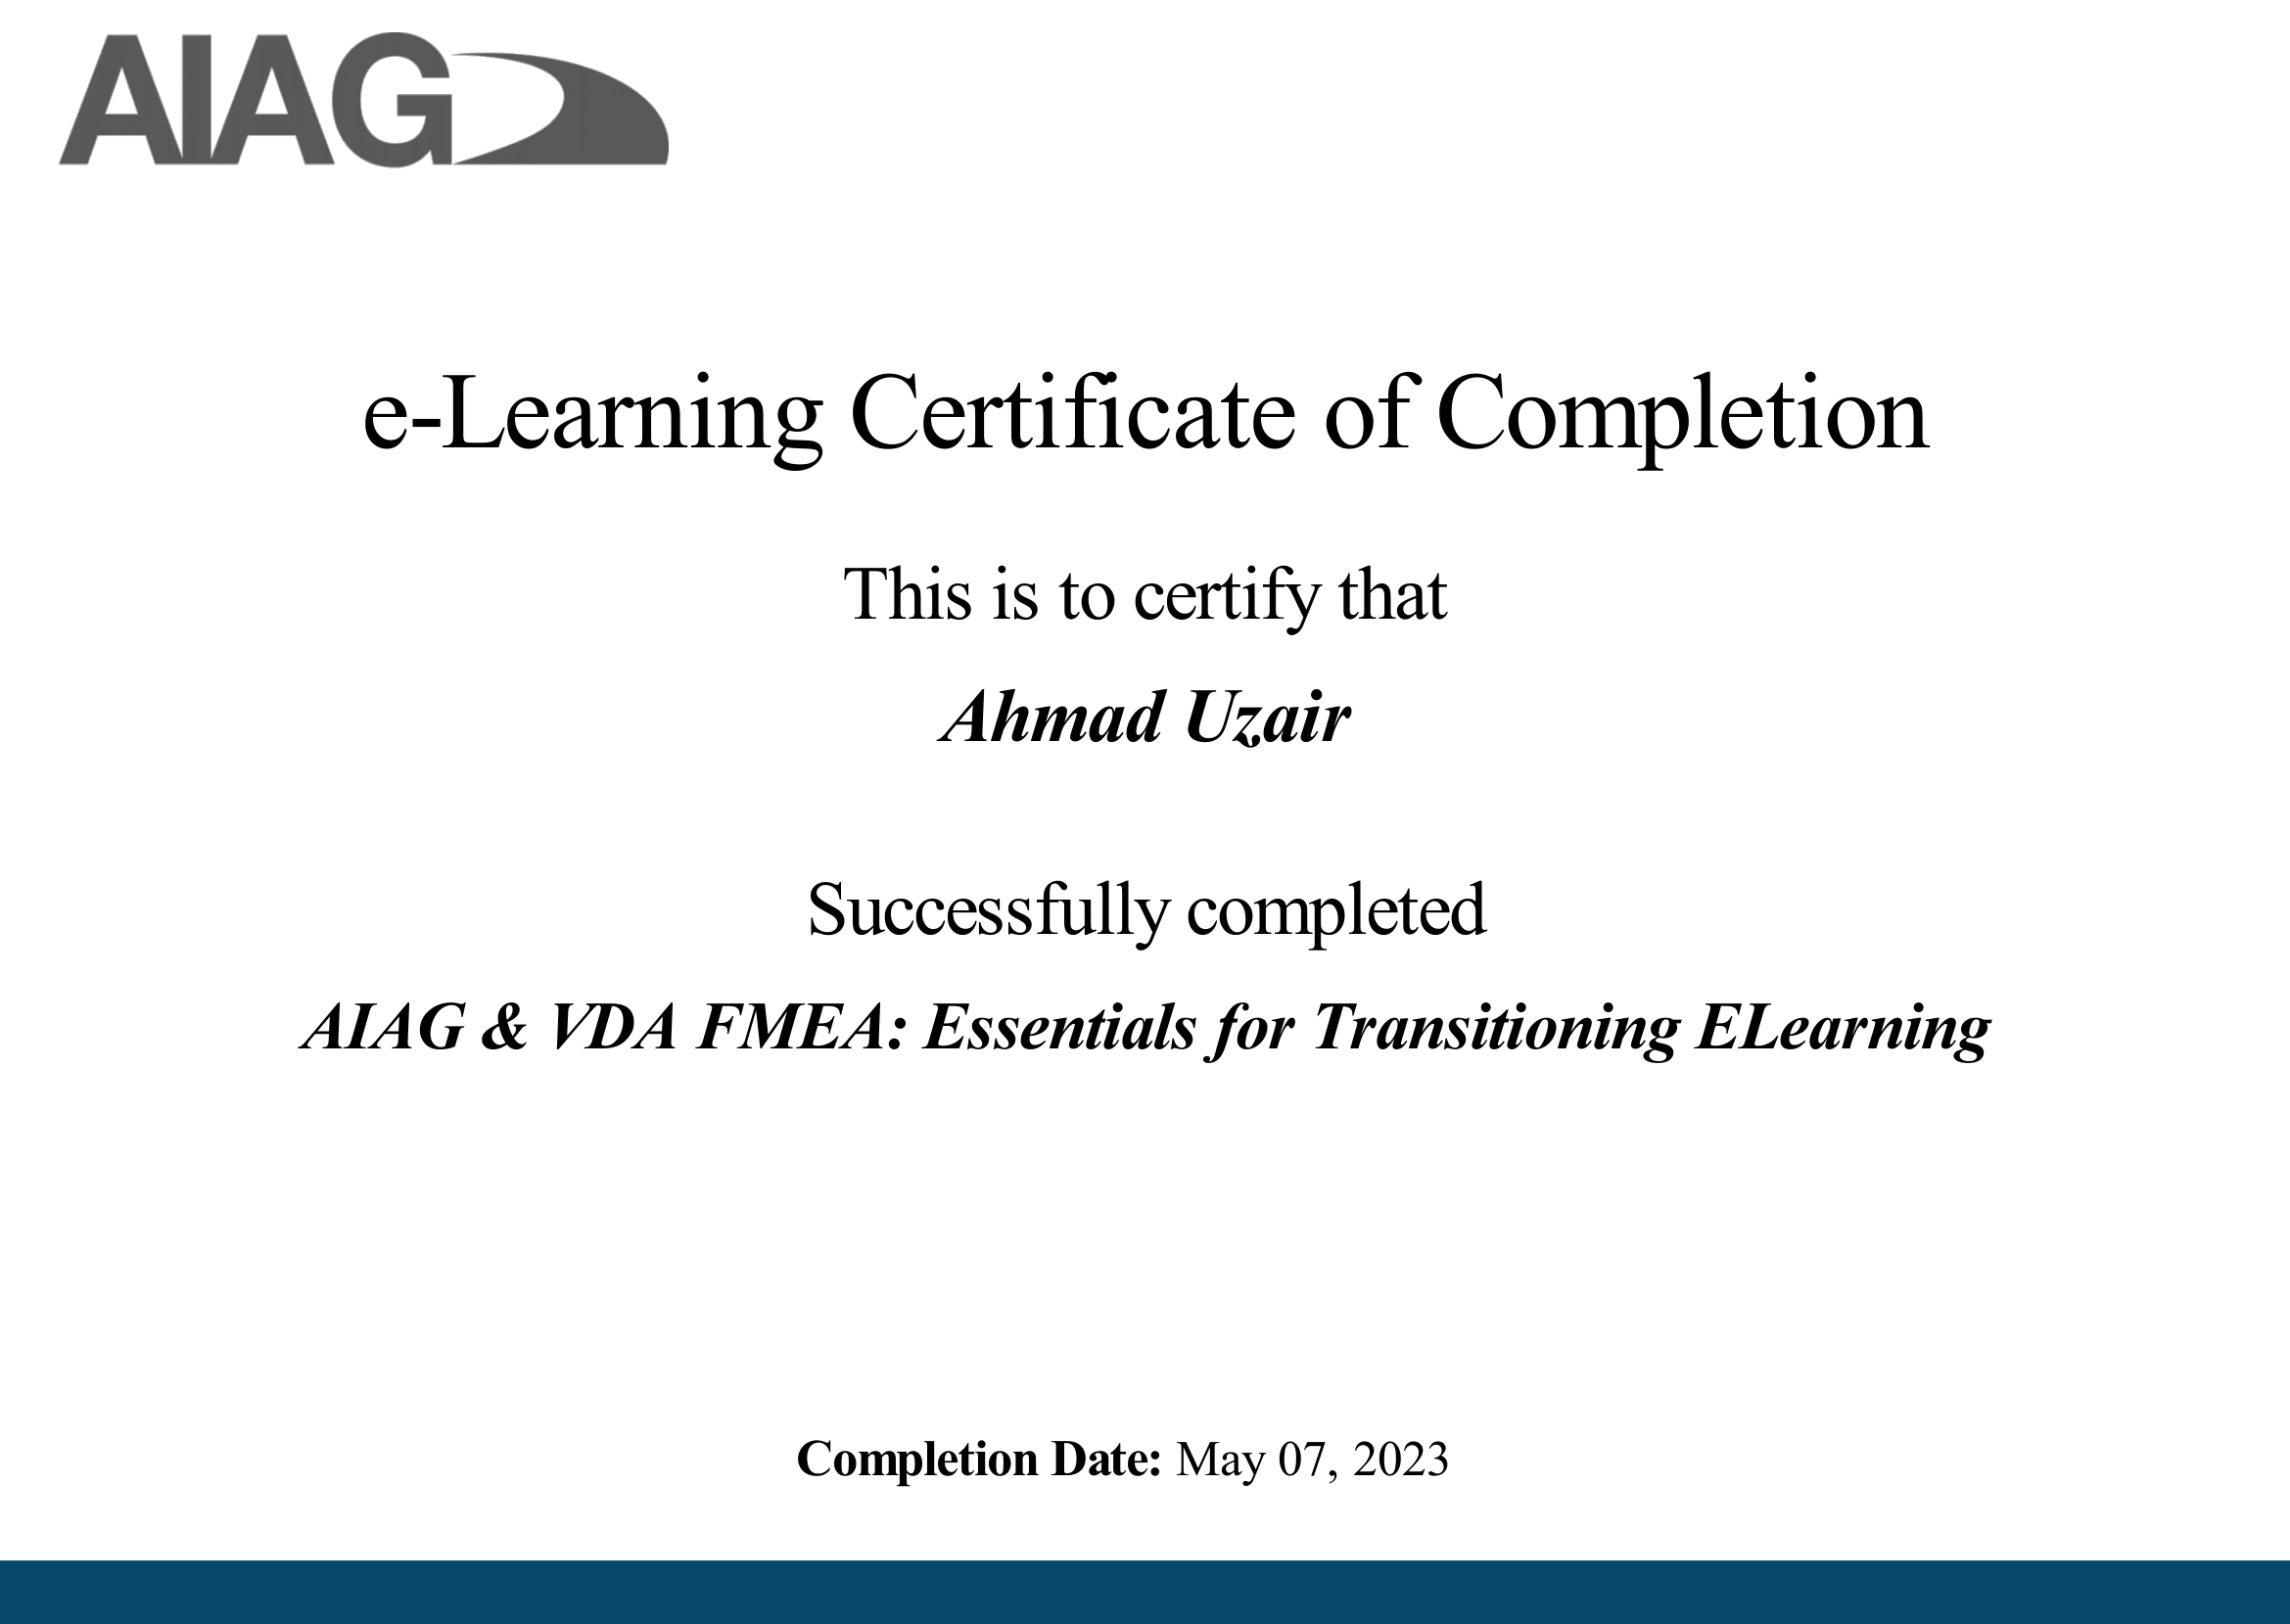 AIAG
e-Learning Certificate of Completion
This is to certify that
Ahmad Uzair
Successfully completed
AIAG & VDA FMEA: Essentials for Transitioning ELearning
Completion Date: May 07, 2023